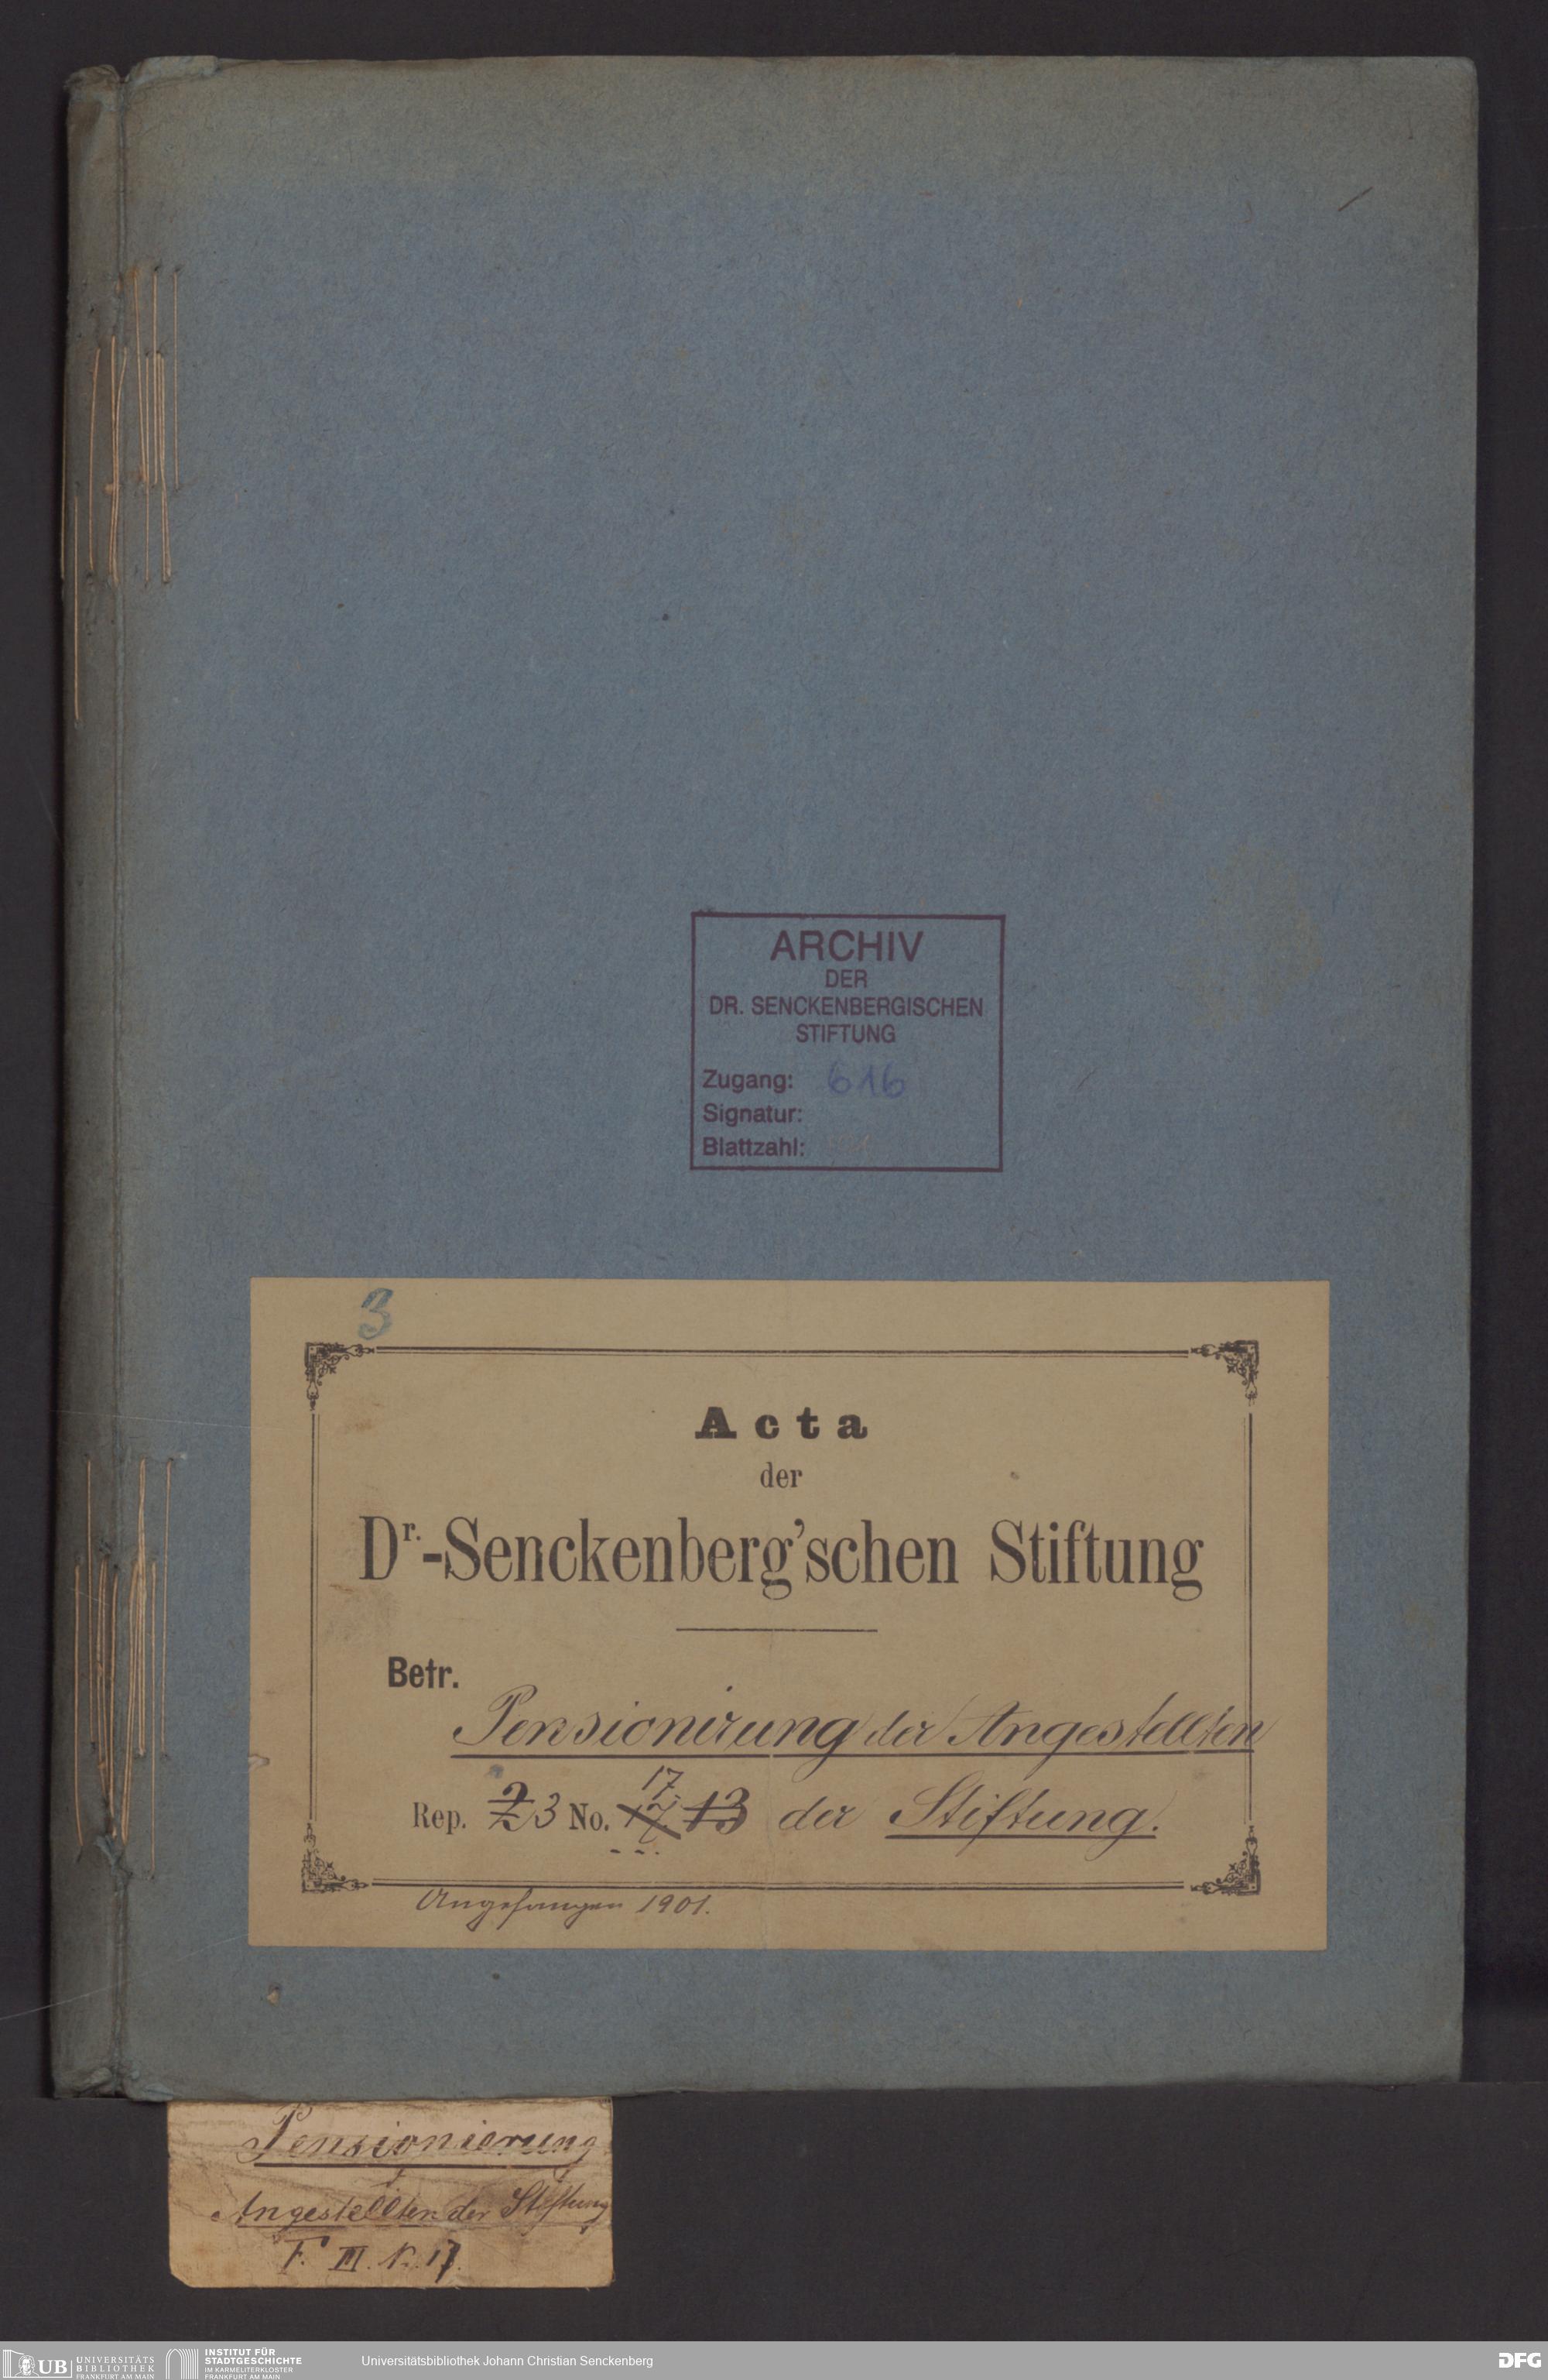 ARCHIV
DER
DR. SENCKENBERGISCHEN
STIFTUNG
Zugang: 616
Signatur:
Blattzahl:
3
Acta
der
Dr.-Senckenberg'schen Stiftung
Betr.
Pensionirung der Angestellten
17.
Rep. 2 3 No. 17 13 der Stiftung.
Angefangen 1901.
Pensionierung
d.
Angestellten der Stiftung
F. III. N. 17.
UB UNIVERSITÄTS
BIBLIOTHEK
FRANKFURT AM MAIN
INSTITUT FÜR
STADTGESCHICHTE
IM KARMELITERKLOSTER
FRANKFURT AM MAIN
Universitätsbibliothek Johann Christian Senckenberg
DFG